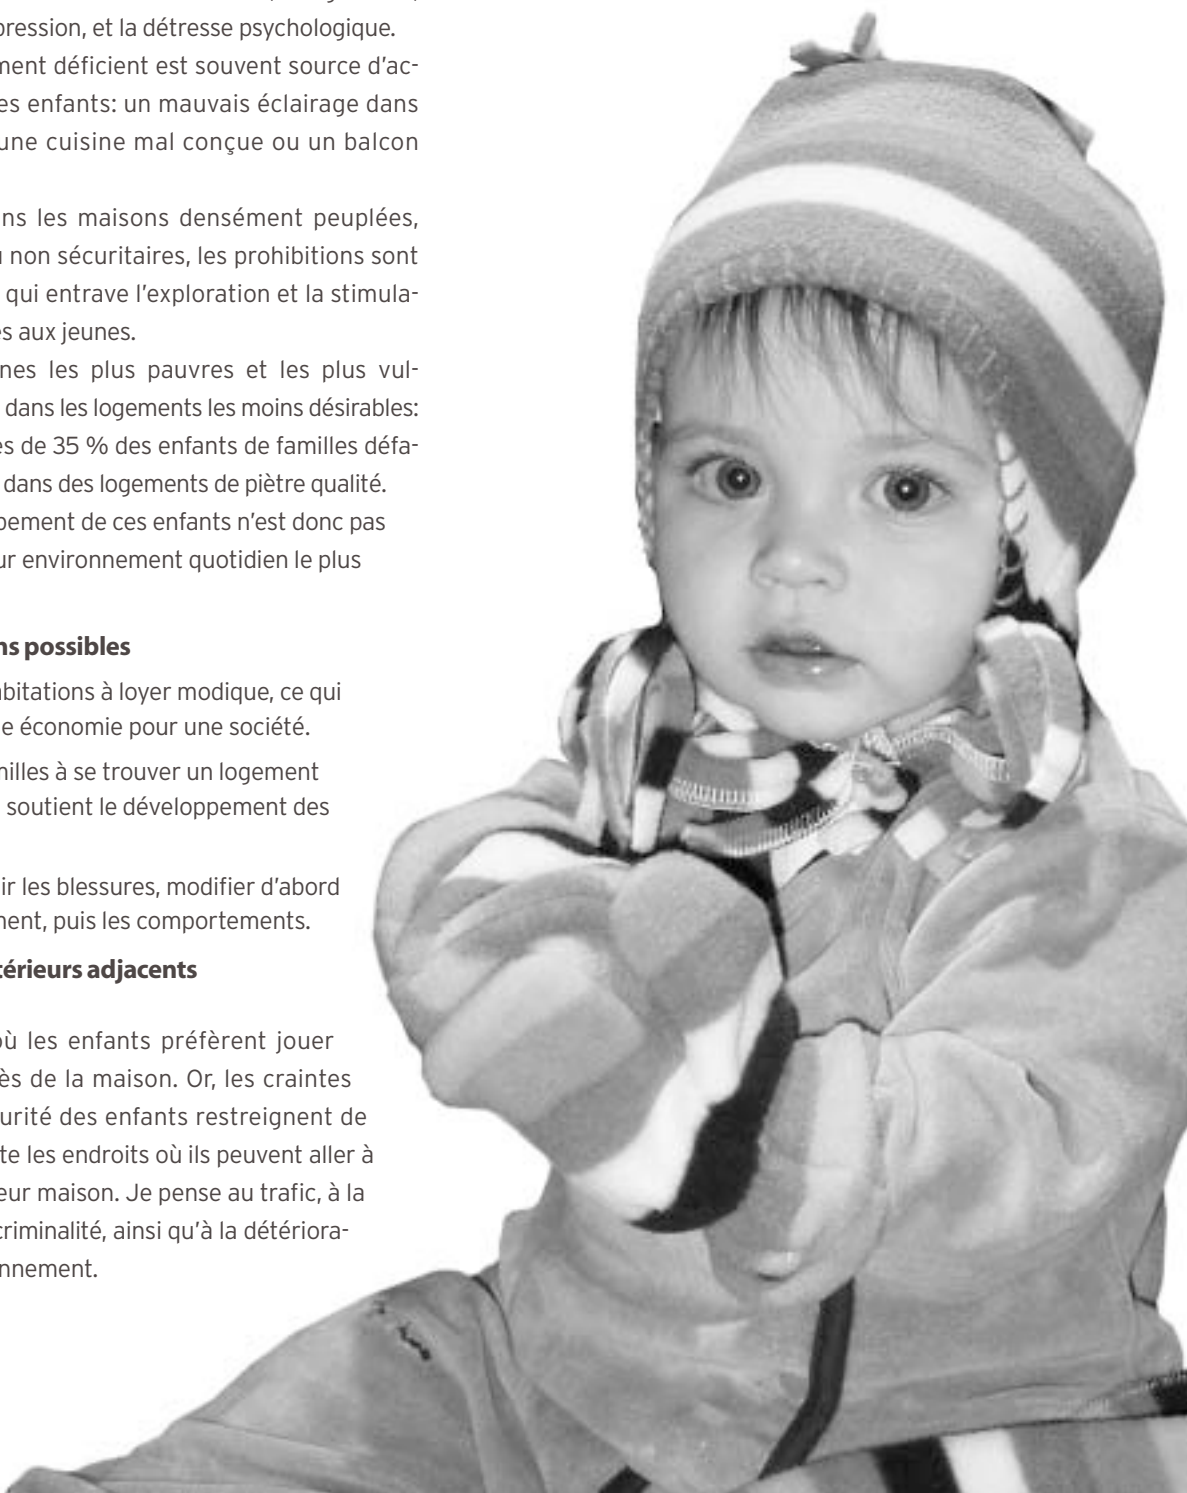 pression, et la détresse psychologique.
ment déficient est souvent source d'ac-
es enfants: un mauvais éclairage dans
une cuisine mal conçue ou un balcon
ns les maisons densément peuplées,
non sécuritaires, les prohibitions sont
qui entrave l'exploration et la stimula-
es aux jeunes.
nes les plus pauvres et les plus vul-
dans les logements les moins désirables:
es de 35 % des enfants de familles défa-
dans des logements de piètre qualité.
pement de ces enfants n'est donc pas
ur environnement quotidien le plus
ns possibles
abitations à loyer modique, ce qui
e économie pour une société.
milles à se trouver un logement
soutient le développement des
ir les blessures, modifier d'abord
ment, puis les comportements.
térieurs adjacents
où les enfants préfèrent jouer
ès de la maison. Or, les craintes
urité des enfants restreignent de
te les endroits où ils peuvent aller à
eur maison. Je pense au trafic, à la
criminalité, ainsi qu'à la détériora-
nnement.